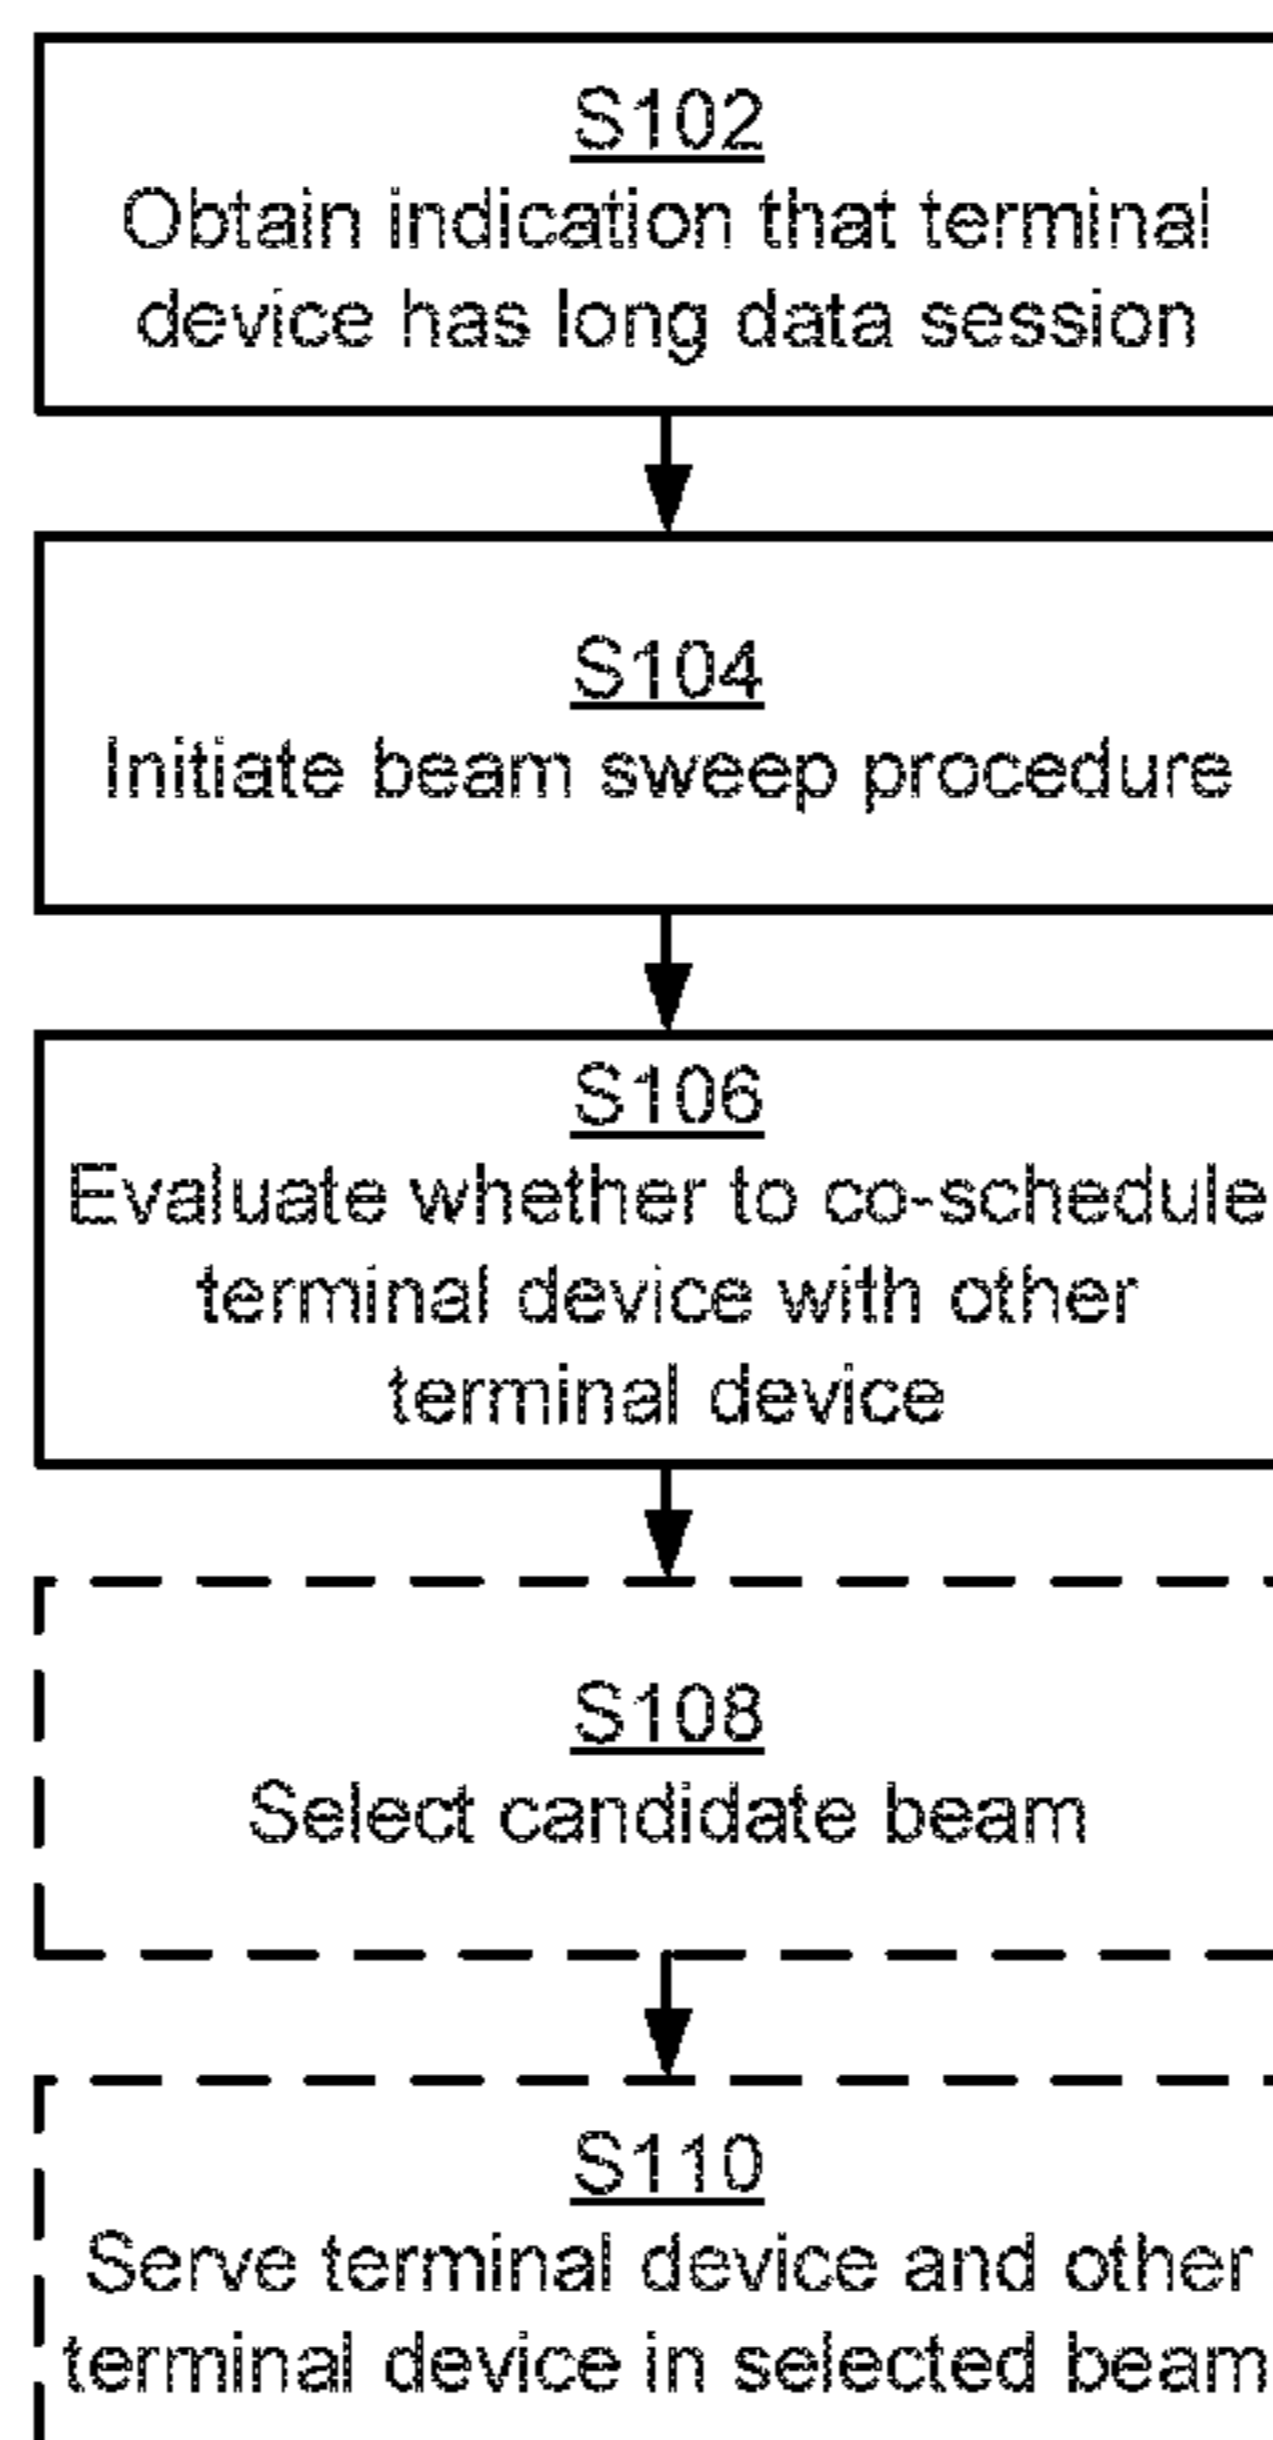 S102
Obtain indication that terminal
device has long data session
S104
Initiate beam sweep procedure
S106
Evaluate whether to co-schedule
terminal device with other
terminal device
S108
Select candidate beam
S110
Serve terminal device and other
terminal device in selected beam